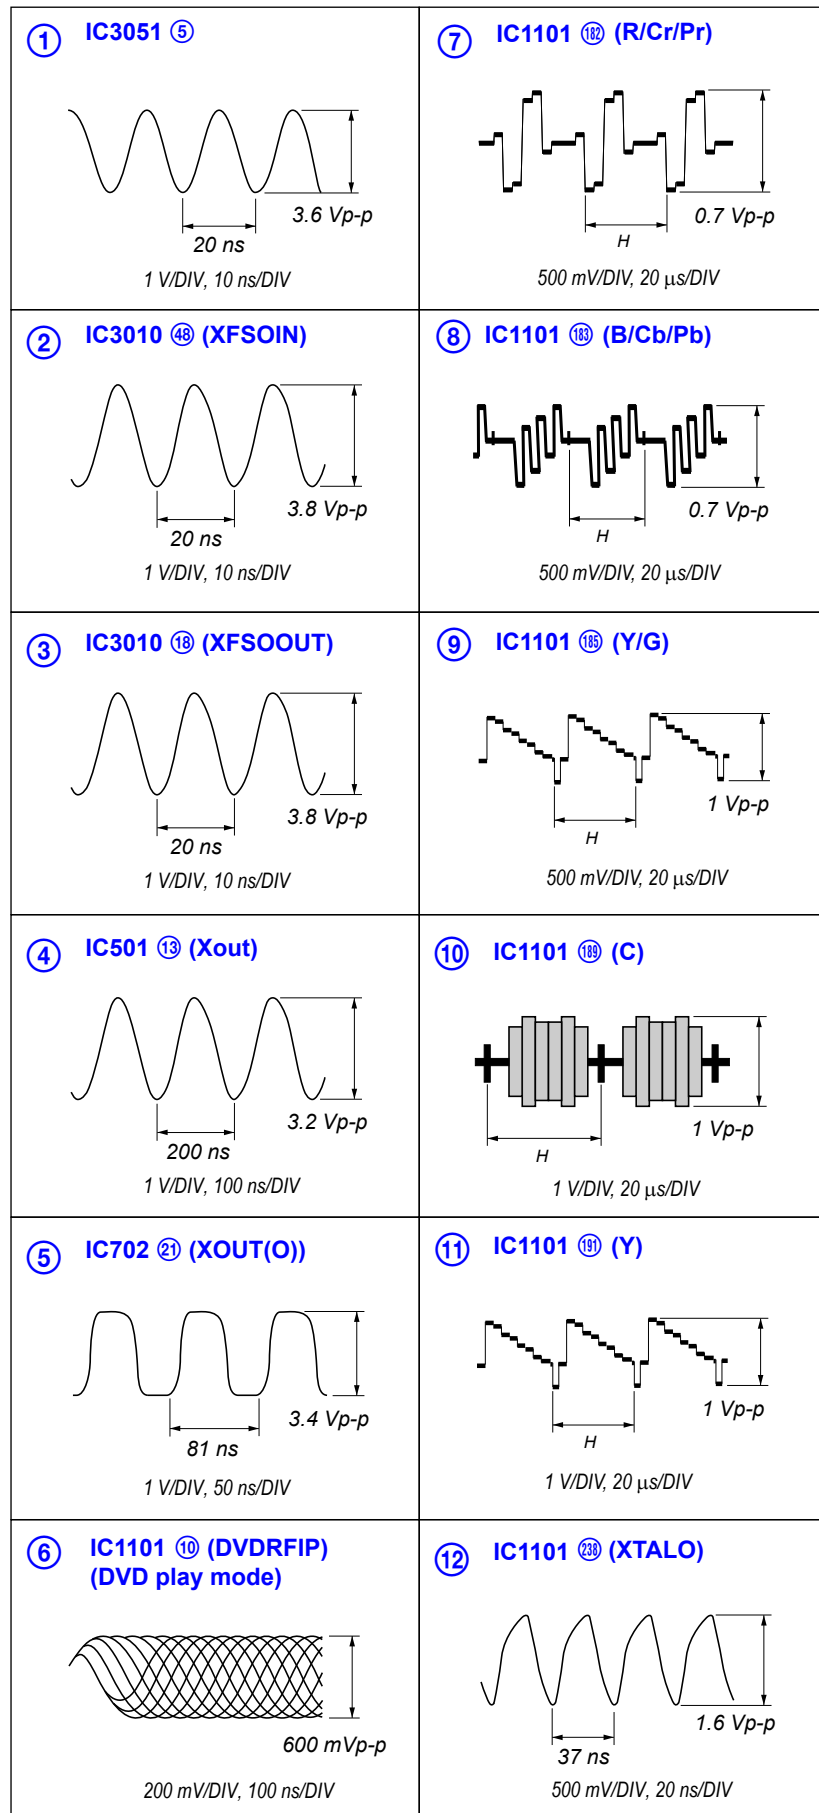 ① IC3051 ⑤
3.6 Vp-p
20 ns
1 V/DIV, 10 ns/DIV
② IC3010 ㊽ (XFSOIN)
3.8 Vp-p
20 ns
1 V/DIV, 10 ns/DIV
③ IC3010 ⑱ (XFSOOUT)
3.8 Vp-p
20 ns
1 V/DIV, 10 ns/DIV
④ IC501 ⑬ (Xout)
3.2 Vp-p
200 ns
1 V/DIV, 100 ns/DIV
⑤ IC702 ㉑ (XOUT(O))
3.4 Vp-p
81 ns
1 V/DIV, 50 ns/DIV
⑥ IC1101 ⑩ (DVDRFIP)
(DVD play mode)
600 mVp-p
200 mV/DIV, 100 ns/DIV
⑦ IC1101 (182) (R/Cr/Pr)
0.7 Vp-p
H
500 mV/DIV, 20 µs/DIV
⑧ IC1101 (183) (B/Cb/Pb)
0.7 Vp-p
H
500 mV/DIV, 20 µs/DIV
⑨ IC1101 (185) (Y/G)
1 Vp-p
H
500 mV/DIV, 20 µs/DIV
⑩ IC1101 (189) (C)
1 Vp-p
H
1 V/DIV, 20 µs/DIV
⑪ IC1101 (191) (Y)
1 Vp-p
H
1 V/DIV, 20 µs/DIV
⑫ IC1101 (238) (XTALO)
1.6 Vp-p
37 ns
500 mV/DIV, 20 ns/DIV